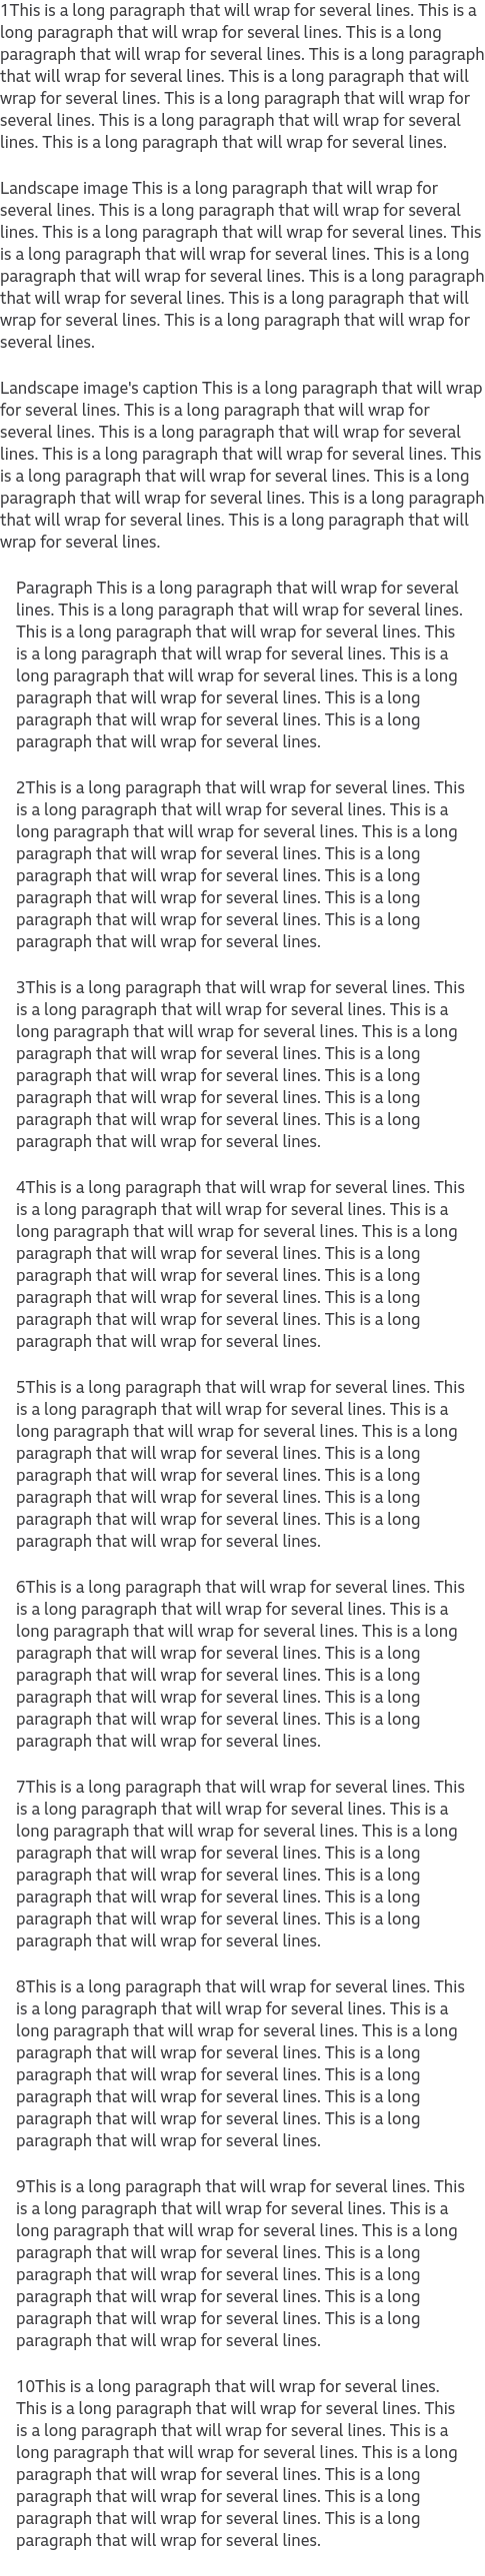 1This is a long paragraph that will wrap for several lines. This is a
long paragraph that will wrap for several lines. This is a long
paragraph that will wrap for several lines. This is a long paragraph
that will wrap for several lines. This is a long paragraph that will
wrap for several lines. This is a long paragraph that will wrap for
several lines. This is a long paragraph that will wrap for several
lines. This is a long paragraph that will wrap for several lines.
Landscape image This is a long paragraph that will wrap for
several lines. This is a long paragraph that will wrap for several
lines. This is a long paragraph that will wrap for several lines. This
is a long paragraph that will wrap for several lines. This is a long
paragraph that will wrap for several lines. This is a long paragraph
that will wrap for several lines. This is a long paragraph that will
wrap for several lines. This is a long paragraph that will wrap for
several lines.
Landscape image's caption This is a long paragraph that will wrap
for several lines. This is a long paragraph that will wrap for
several lines. This is a long paragraph that will wrap for several
lines. This is a long paragraph that will wrap for several lines. This
is a long paragraph that will wrap for several lines. This is a long
paragraph that will wrap for several lines. This is a long paragraph
that will wrap for several lines. This is a long paragraph that will
wrap for several lines.
Paragraph This is a long paragraph that will wrap for several
lines. This is a long paragraph that will wrap for several lines.
This is a long paragraph that will wrap for several lines. This
is a long paragraph that will wrap for several lines. This is a
long paragraph that will wrap for several lines. This is a long
paragraph that will wrap for several lines. This is a long
paragraph that will wrap for several lines. This is a long
paragraph that will wrap for several lines.
2This is a long paragraph that will wrap for several lines. This
is a long paragraph that will wrap for several lines. This is a
long paragraph that will wrap for several lines. This is a long
paragraph that will wrap for several lines. This is a long
paragraph that will wrap for several lines. This is a long
paragraph that will wrap for several lines. This is a long
paragraph that will wrap for several lines. This is a long
paragraph that will wrap for several lines.
3This is a long paragraph that will wrap for several lines. This
is a long paragraph that will wrap for several lines. This is a
long paragraph that will wrap for several lines. This is a long
paragraph that will wrap for several lines. This is a long
paragraph that will wrap for several lines. This is a long
paragraph that will wrap for several lines. This is a long
paragraph that will wrap for several lines. This is a long
paragraph that will wrap for several lines.
4This is a long paragraph that will wrap for several lines. This
is a long paragraph that will wrap for several lines. This is a
long paragraph that will wrap for several lines. This is a long
paragraph that will wrap for several lines. This is a long
paragraph that will wrap for several lines. This is a long
paragraph that will wrap for several lines. This is a long
paragraph that will wrap for several lines. This is a long
paragraph that will wrap for several lines.
5This is a long paragraph that will wrap for several lines. This
is a long paragraph that will wrap for several lines. This is a
long paragraph that will wrap for several lines. This is a long
paragraph that will wrap for several lines. This is a long
paragraph that will wrap for several lines. This is a long
paragraph that will wrap for several lines. This is a long
paragraph that will wrap for several lines. This is a long
paragraph that will wrap for several lines.
6This is a long paragraph that will wrap for several lines. This
is a long paragraph that will wrap for several lines. This is a
long paragraph that will wrap for several lines. This is a long
paragraph that will wrap for several lines. This is a long
paragraph that will wrap for several lines. This is a long
paragraph that will wrap for several lines. This is a long
paragraph that will wrap for several lines. This is a long
paragraph that will wrap for several lines.
7This is a long paragraph that will wrap for several lines. This
is a long paragraph that will wrap for several lines. This is a
long paragraph that will wrap for several lines. This is a long
paragraph that will wrap for several lines. This is a long
paragraph that will wrap for several lines. This is a long
paragraph that will wrap for several lines. This is a long
paragraph that will wrap for several lines. This is a long
paragraph that will wrap for several lines.
8This is a long paragraph that will wrap for several lines. This
is a long paragraph that will wrap for several lines. This is a
long paragraph that will wrap for several lines. This is a long
paragraph that will wrap for several lines. This is a long
paragraph that will wrap for several lines. This is a long
paragraph that will wrap for several lines. This is a long
paragraph that will wrap for several lines. This is a long
paragraph that will wrap for several lines.
9This is a long paragraph that will wrap for several lines. This
is a long paragraph that will wrap for several lines. This is a
long paragraph that will wrap for several lines. This is a long
paragraph that will wrap for several lines. This is a long
paragraph that will wrap for several lines. This is a long
paragraph that will wrap for several lines. This is a long
paragraph that will wrap for several lines. This is a long
paragraph that will wrap for several lines.
10This is a long paragraph that will wrap for several lines.
This is a long paragraph that will wrap for several lines. This
is a long paragraph that will wrap for several lines. This is a
long paragraph that will wrap for several lines. This is a long
paragraph that will wrap for several lines. This is a long
paragraph that will wrap for several lines. This is a long
paragraph that will wrap for several lines. This is a long
paragraph that will wrap for several lines.